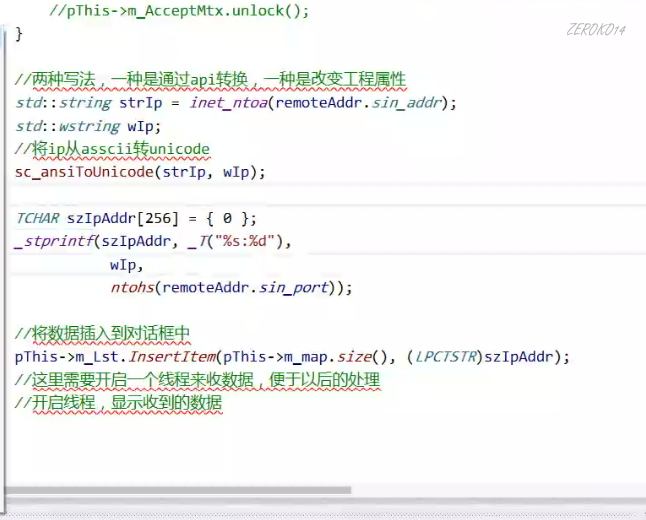 //pThis->m_AcceptMtx.unlock();
ZEROKO14
}
//两种写法，一种是通过api转换，一种是改变工程属性
std::string strIp = inet_ntoa(remoteAddr.sin_addr);
std::wstring wIp;
//将ip从asscii转unicode
sc_ansiToUnicode(strIp, wIp);
TCHAR szIpAddr[256] = { 0 };
_stprintf(szIpAddr, _T("%s:%d"),
wIp,
ntohs(remoteAddr.sin_port));
//将数据插入到对话框中
pThis->m_Lst.InsertItem(pThis->m_map.size(), (LPCTSTR)szIpAddr);
//这里需要开启一个线程来收数据，便于以后的处理
//开启线程，显示收到的数据